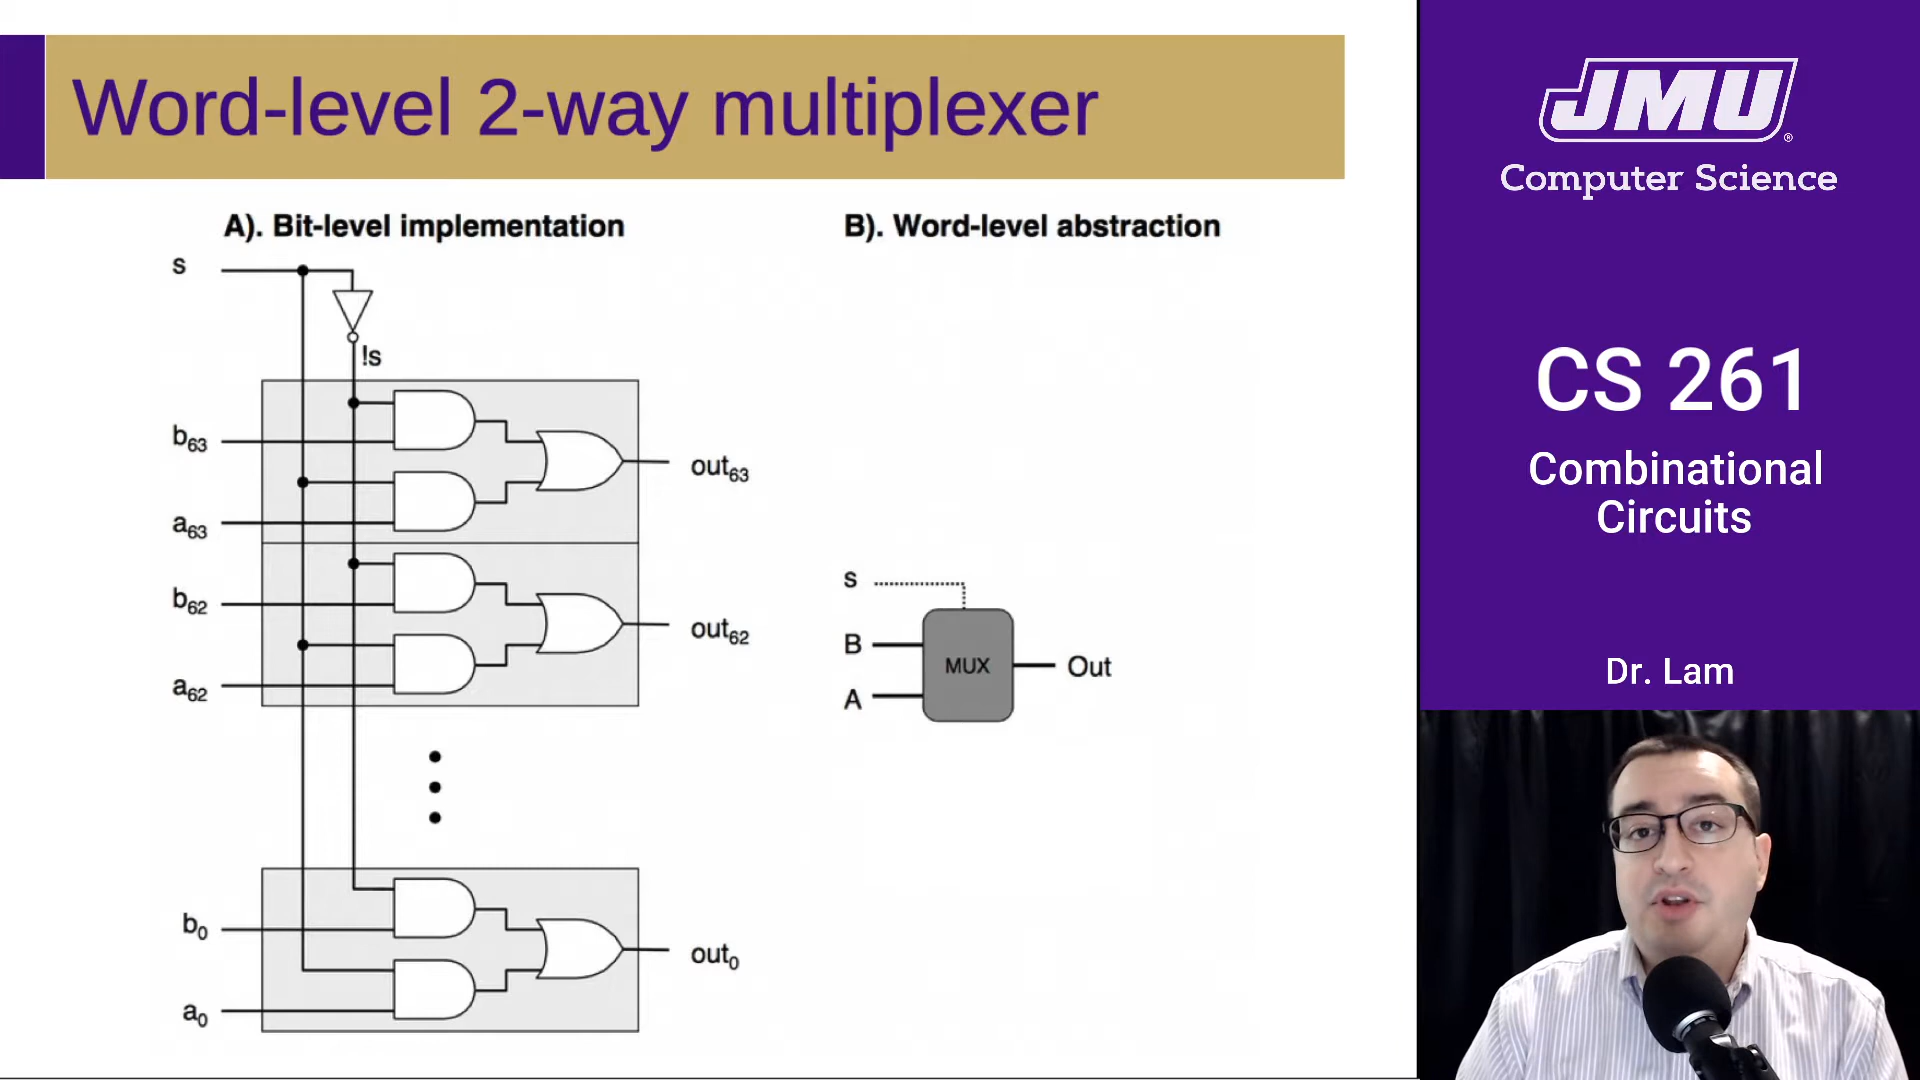 Word-level 2-way multiplexer
A). Bit-level implementation
B). Word-level abstraction
s
!s
b63
a63
out63
b62
a62
out62
b0
a0
out0
s
B
A
MUX
Out
JMU®
Computer Science
CS 261
Combinational
Circuits
Dr. Lam